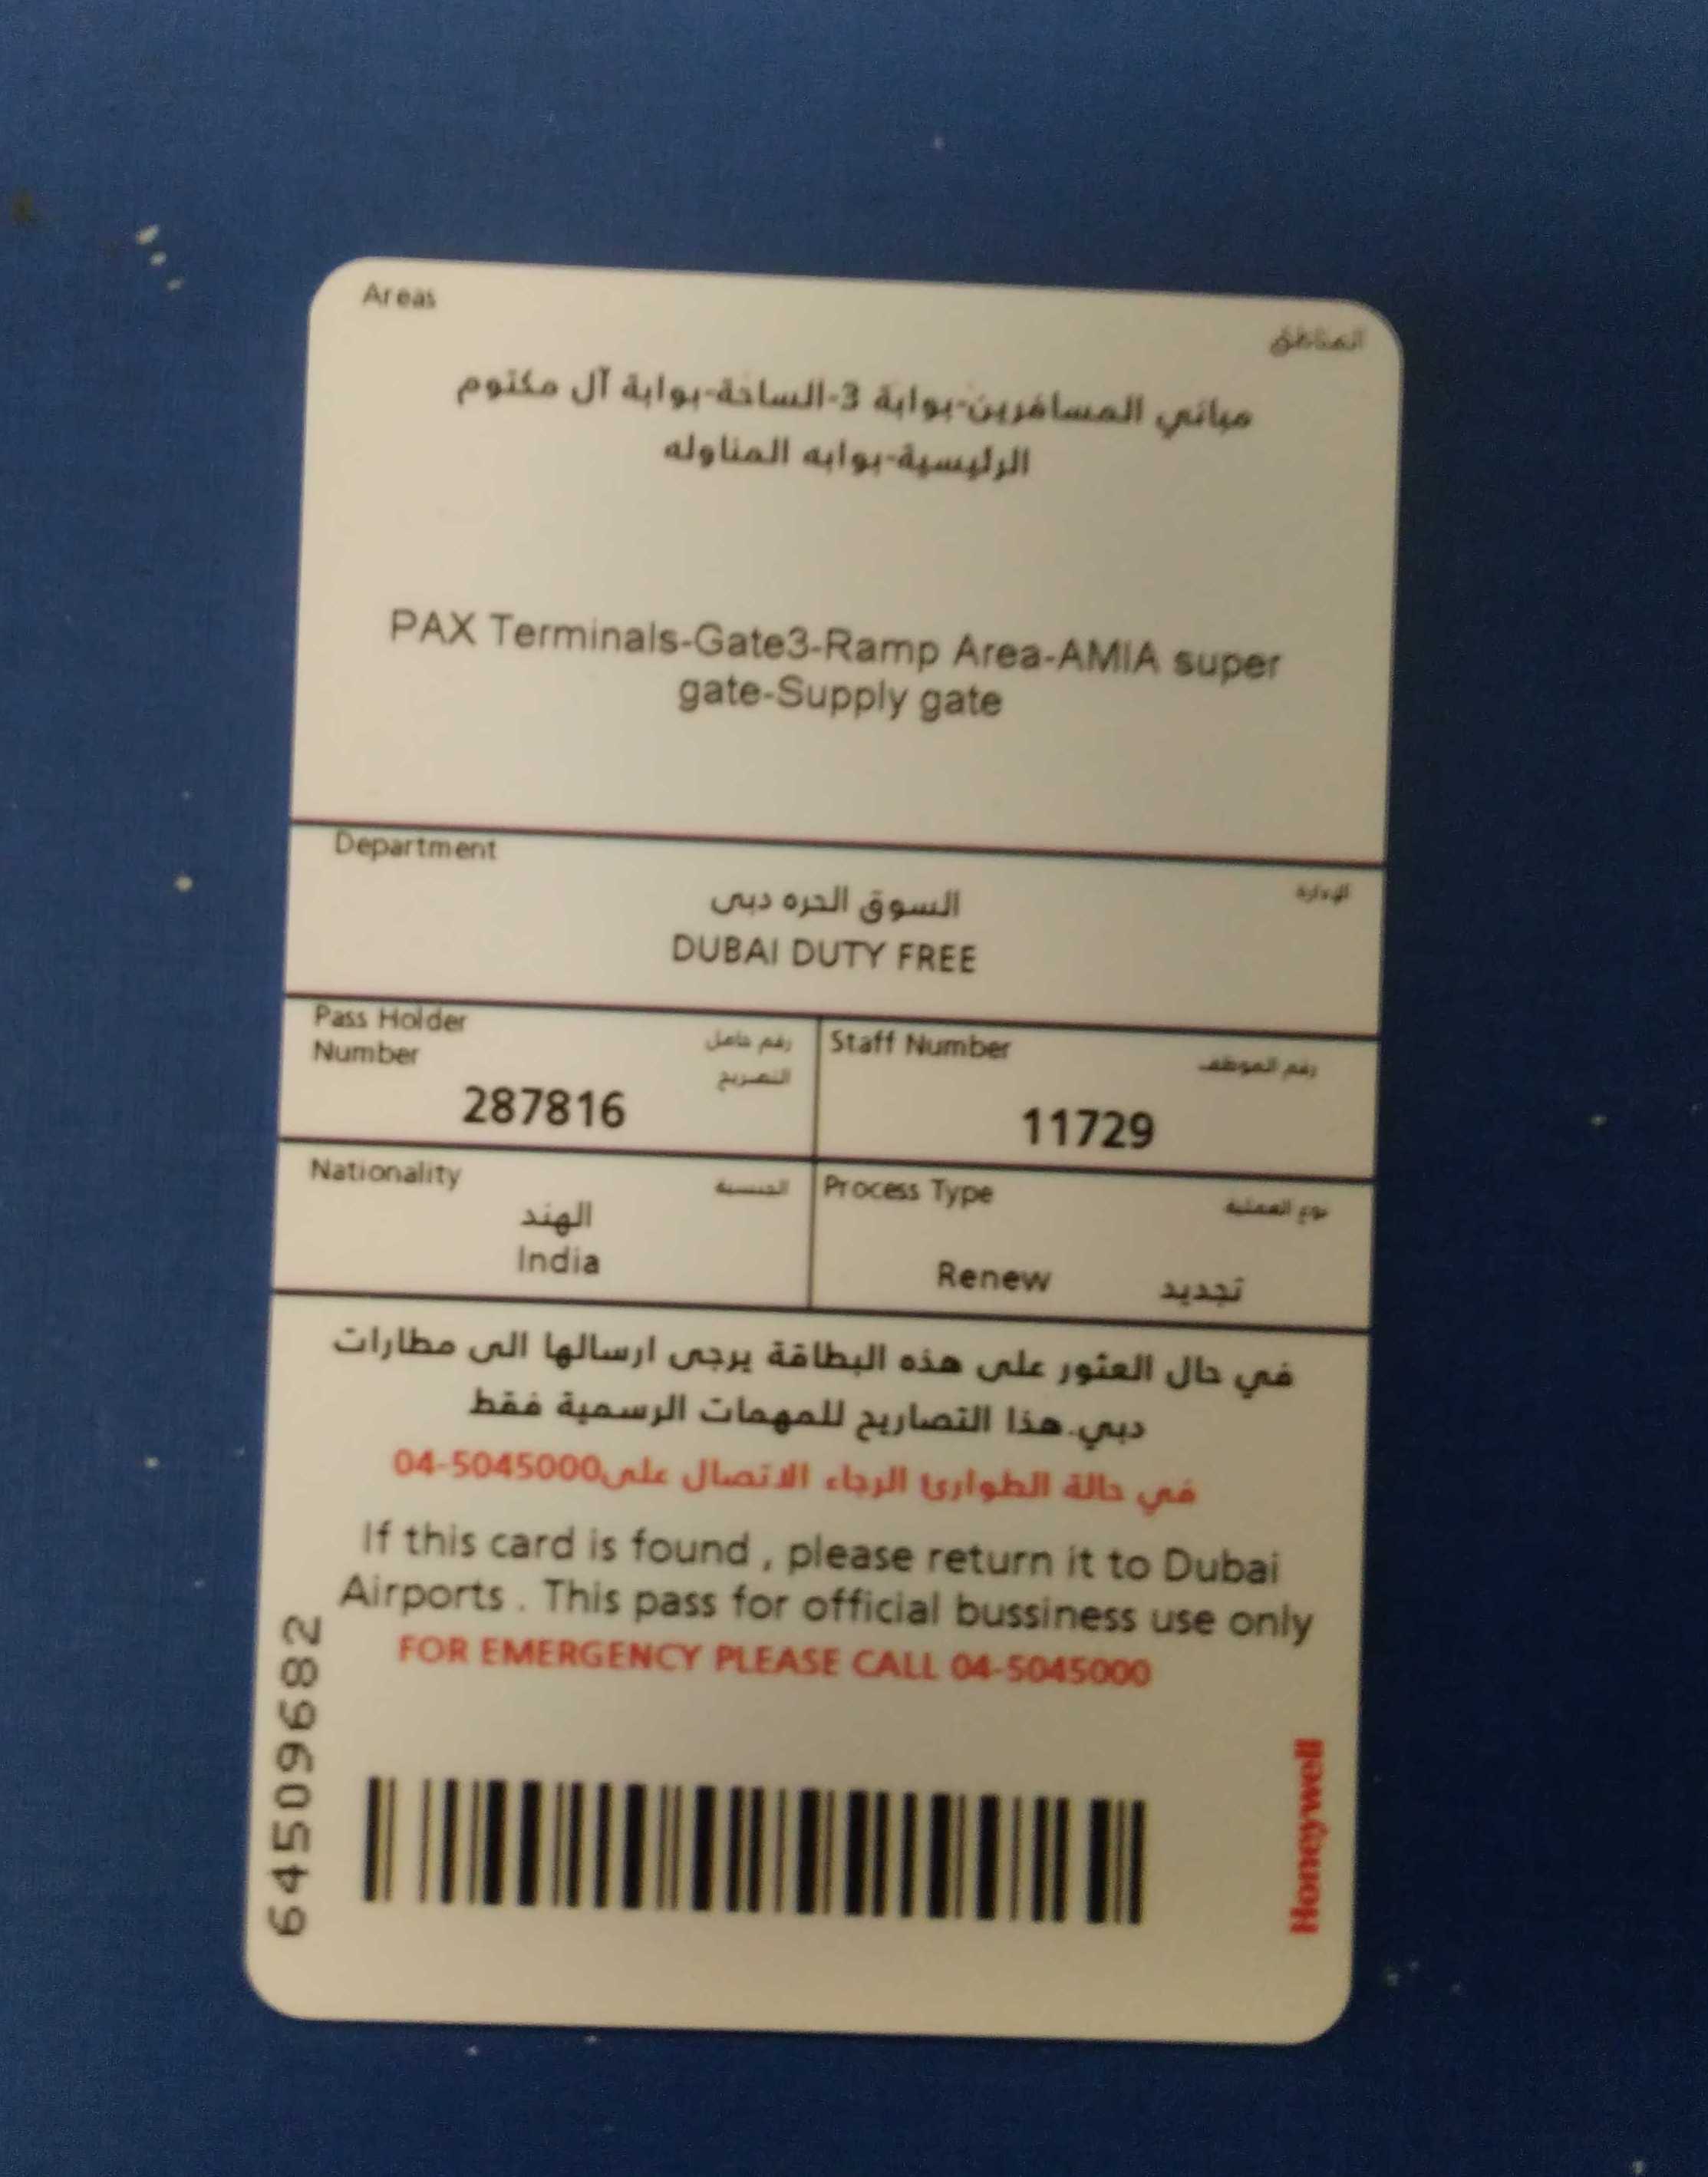 Areas
المناطق
مباني المسافرين-بوابة 3-الساحة-بوابة آل مكتوم
الرئيسية-بوابه المناوله
PAX Terminals-Gate3-Ramp Area-AMIA super
gate-Supply gate
Department
الإدارة
السوق الحره دبى
DUBAI DUTY FREE
Pass Holder
Number
رقم حامل
التصريح
287816
Staff Number
رقم الموظف
11729
Nationality
الجنسية
الهند
India
Process Type
نوع العملية
Renew تجديد
في حال العثور على هذه البطاقة يرجى ارسالها الى مطارات
دبي.هذا التصاريح للمهمات الرسمية فقط
في حالة الطوارئ الرجاء الاتصال على04-5045000
If this card is found , please return it to Dubai
Airports . This pass for official bussiness use only
FOR EMERGENCY PLEASE CALL 04-5045000
64509682
Honeywell